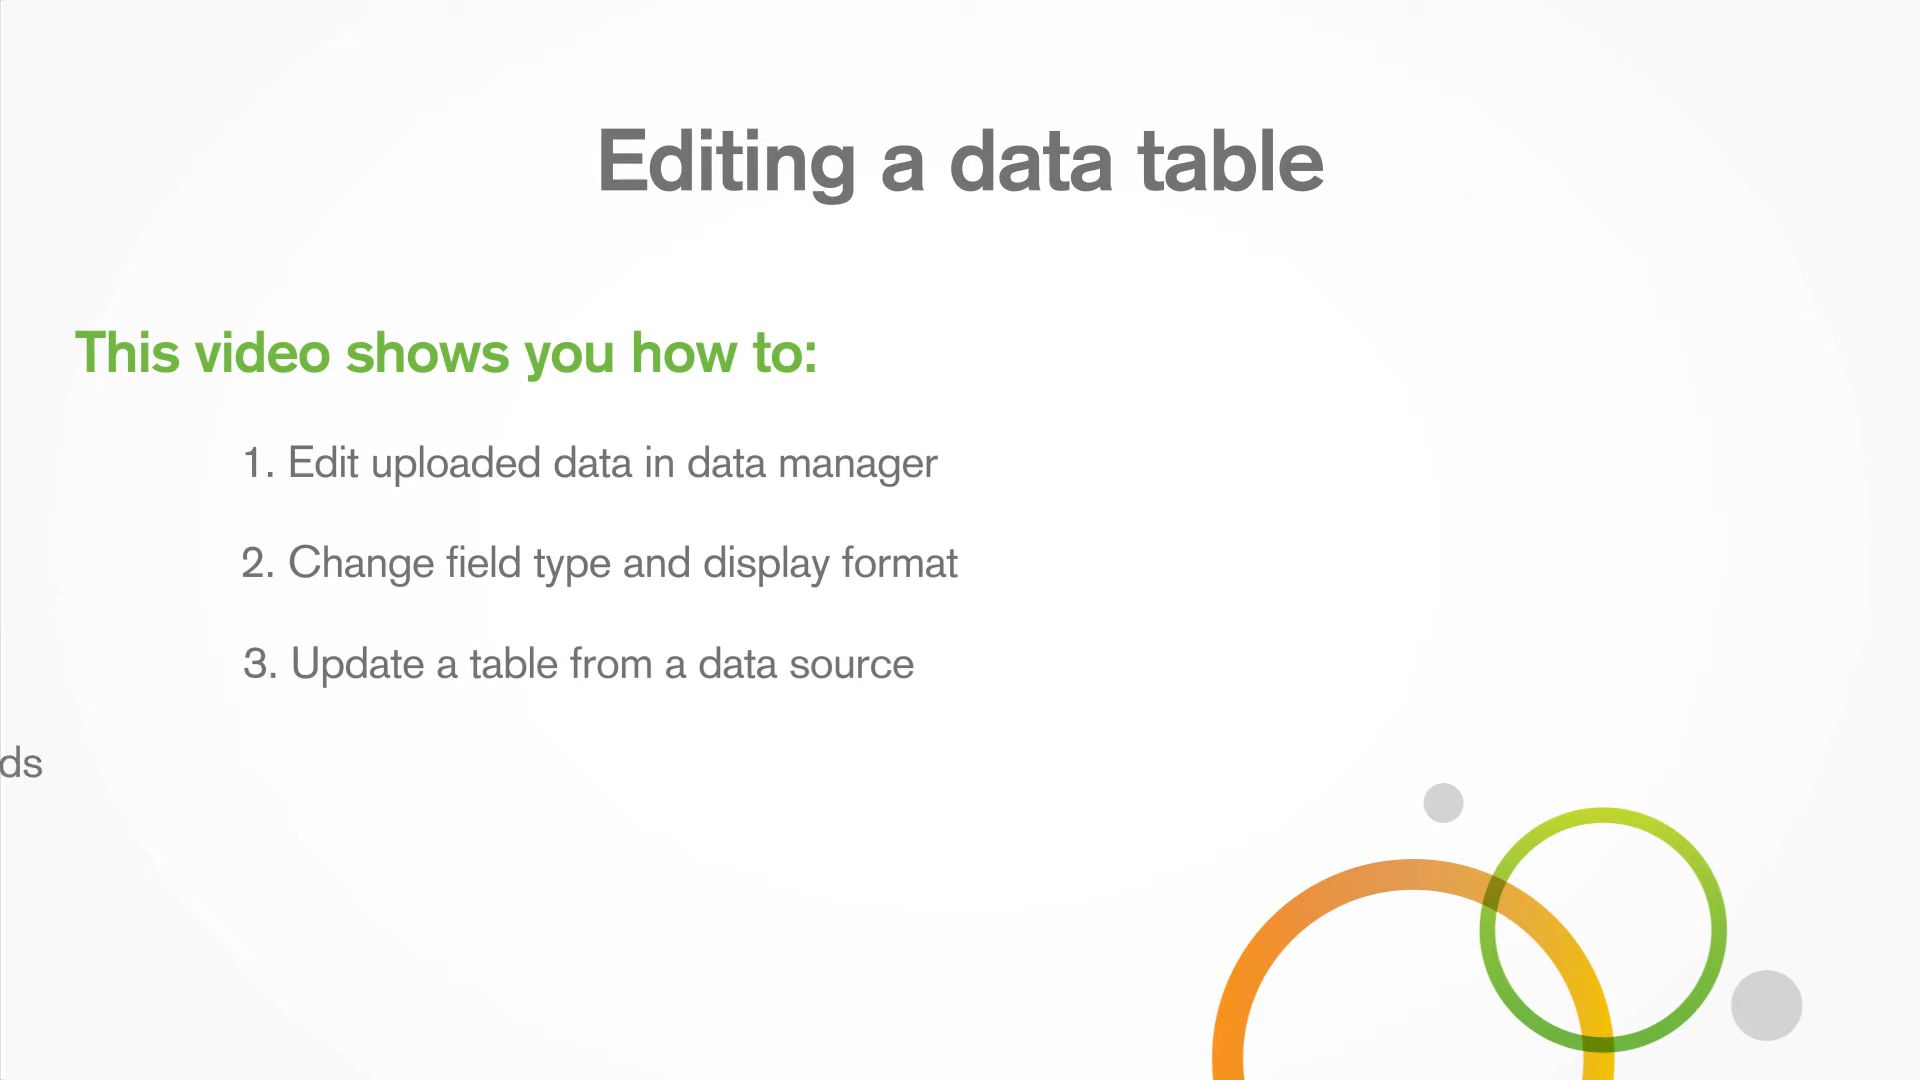 Editing a data table
This video shows you how to:
1. Edit uploaded data in data manager
2. Change field type and display format
3. Update a table from a data source
ds